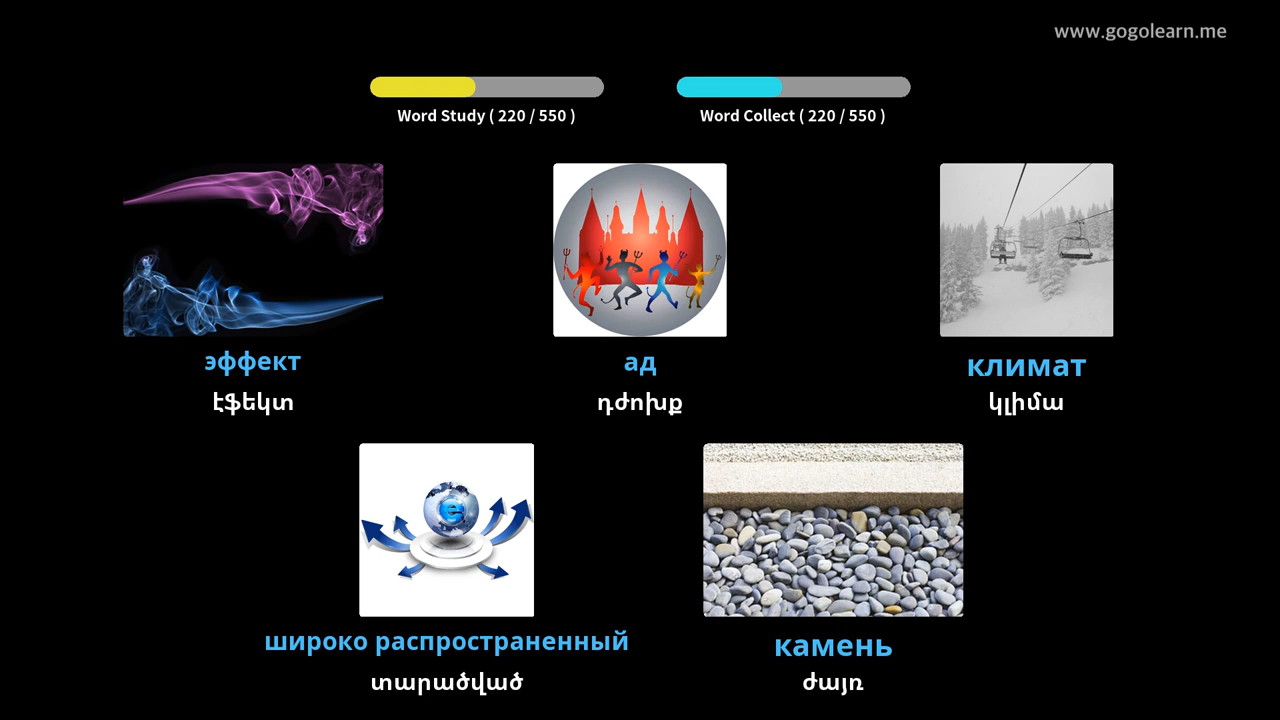 www.gogolearn.me
Word Study ( 220 / 550 )
Word Collect ( 220 / 550 )
эффект
ад
климат
էֆեկտ
դժոխք
կլիմա
широко распространенный
камень
տարածված
ժայռ